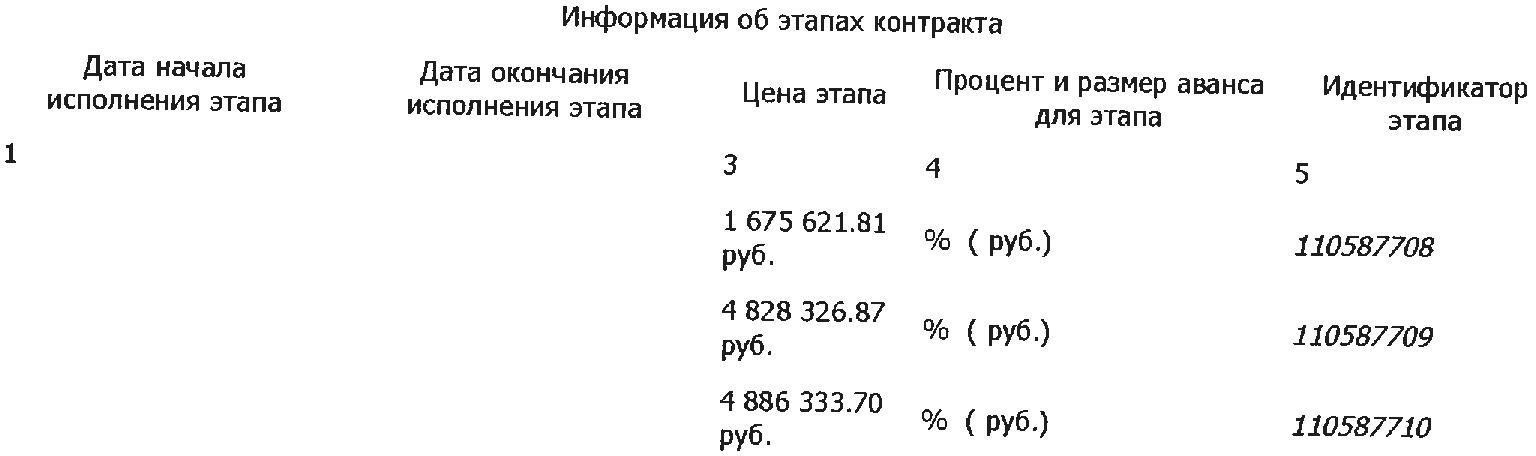 Информация об этапах контракта
Дата начала
исполнения этапа
Дата окончания
исполнения этапа
Цена этапа
Процент и размер аванса
для этапа
Идентификатор
этапа
1
3
4
5
1 675 621.81
руб.
% ( руб.)
110587708
4 828 326.87
руб.
% ( руб.)
110587709
4 886 333.70
руб.
% ( руб.)
110587710